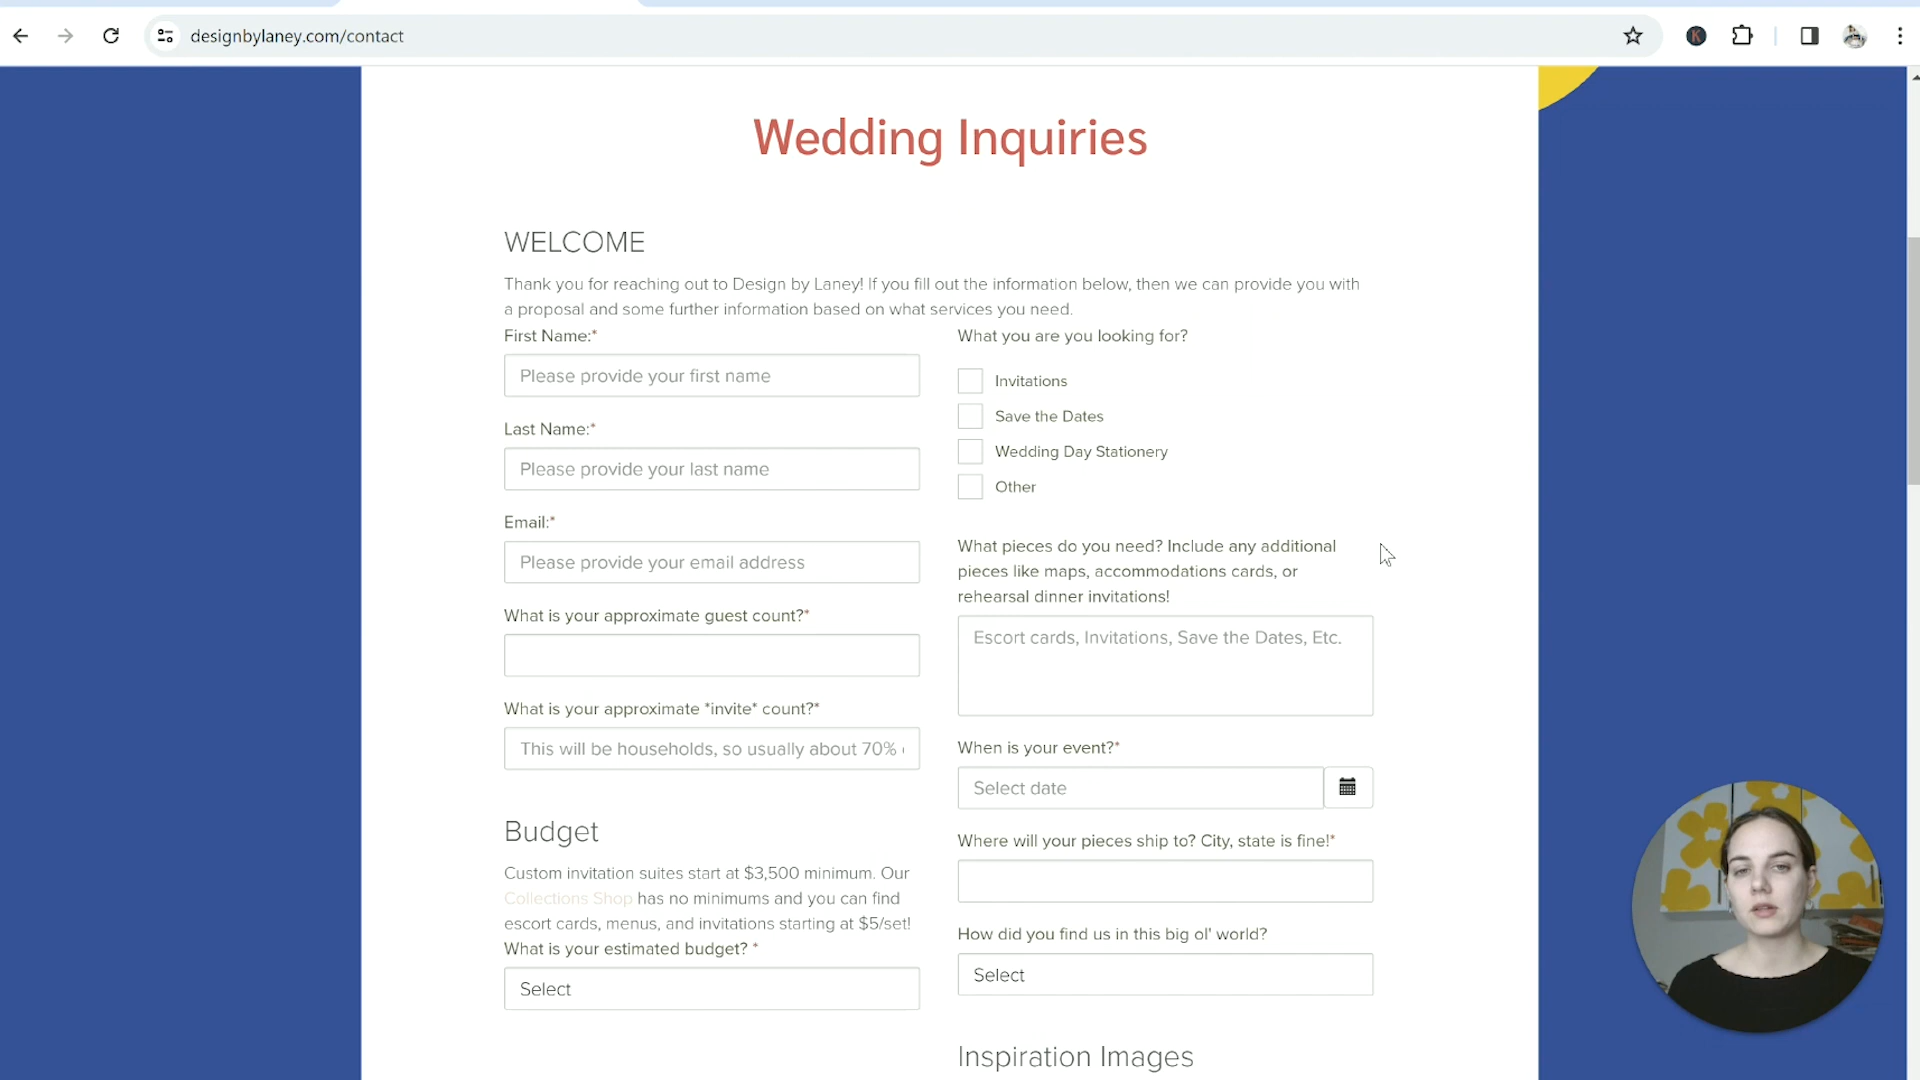 designbylaney.com/contact
K
Wedding Inquiries
WELCOME
Thank you for reaching out to Design by Laney! If you fill out the information below, then we can provide you with
a proposal and some further information based on what services you need.
First Name:*
Please provide your first name
Last Name:*
Please provide your last name
Email:*
Please provide your email address
What is your approximate guest count?*
What is your approximate *invite* count?*
This will be households, so usually about 70%
Budget
Custom invitation suites start at $3,500 minimum. Our
Collections Shop has no minimums and you can find
escort cards, menus, and invitations starting at $5/set!
What is your estimated budget? *
Select
What you are you looking for?
Invitations
Save the Dates
Wedding Day Stationery
Other
What pieces do you need? Include any additional
pieces like maps, accommodations cards, or
rehearsal dinner invitations!
Escort cards, Invitations, Save the Dates, Etc.
When is your event?*
Select date
Where will your pieces ship to? City, state is fine!*
How did you find us in this big ol' world?
Select
Inspiration Images